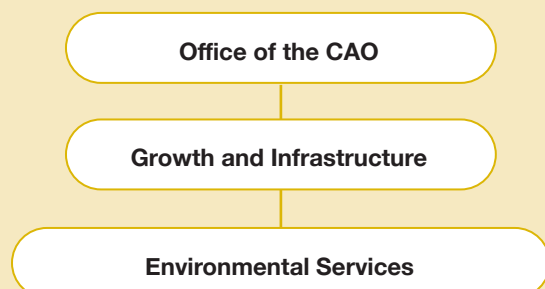 Office of the CAO
Growth and Infrastructure
Environmental Services